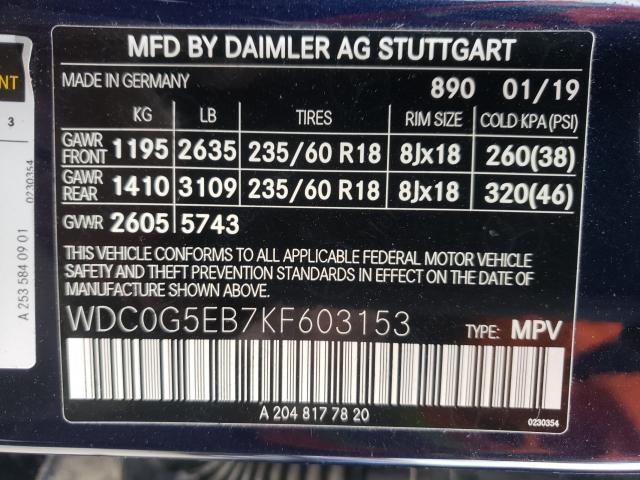 MFD BY DAIMLER AG STUTTGART
MADE IN GERMANY 890 01/19
KG LB TIRES RIM SIZE COLD KPA(PSI)
GAWR FRONT 1195 2635 235/60 R18 8Jx18 260(38)
GAWR REAR 1410 3109 235/60 R18 8Jx18 320(46)
GVWR 2605 5743
THIS VEHICLE CONFORMS TO ALL APPLICABLE FEDERAL MOTOR VEHICLE
SAFETY AND THEFT PREVENTION STANDARDS IN EFFECT ON THE DATE OF
MANUFACTURE SHOWN ABOVE.
WDC0G5EB7KF603153 TYPE: MPV
A 204 817 78 20
0230354
NT
3
0230354
A 253 584 09 01